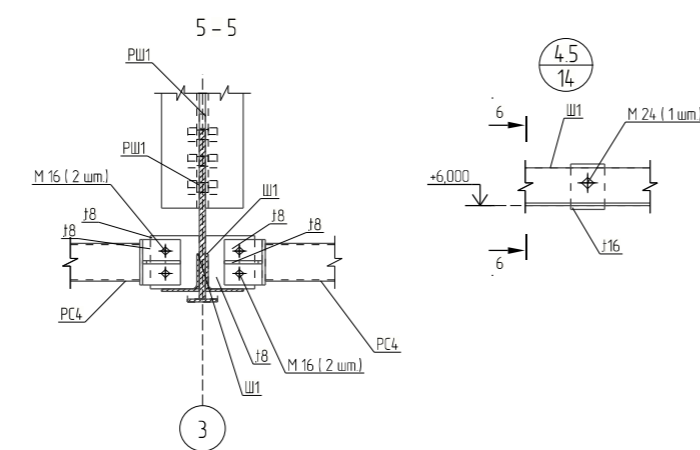 5 - 5
РШ1
РШ1
М 16 ( 2 шт.)
Ш1
t8
t8
t8
t8
РС4
РС4
t8
М 16 ( 2 шт.)
Ш1
3
4.5
14
6
Ш1
М 24 ( 1 шт.)
+6,000
t16
6